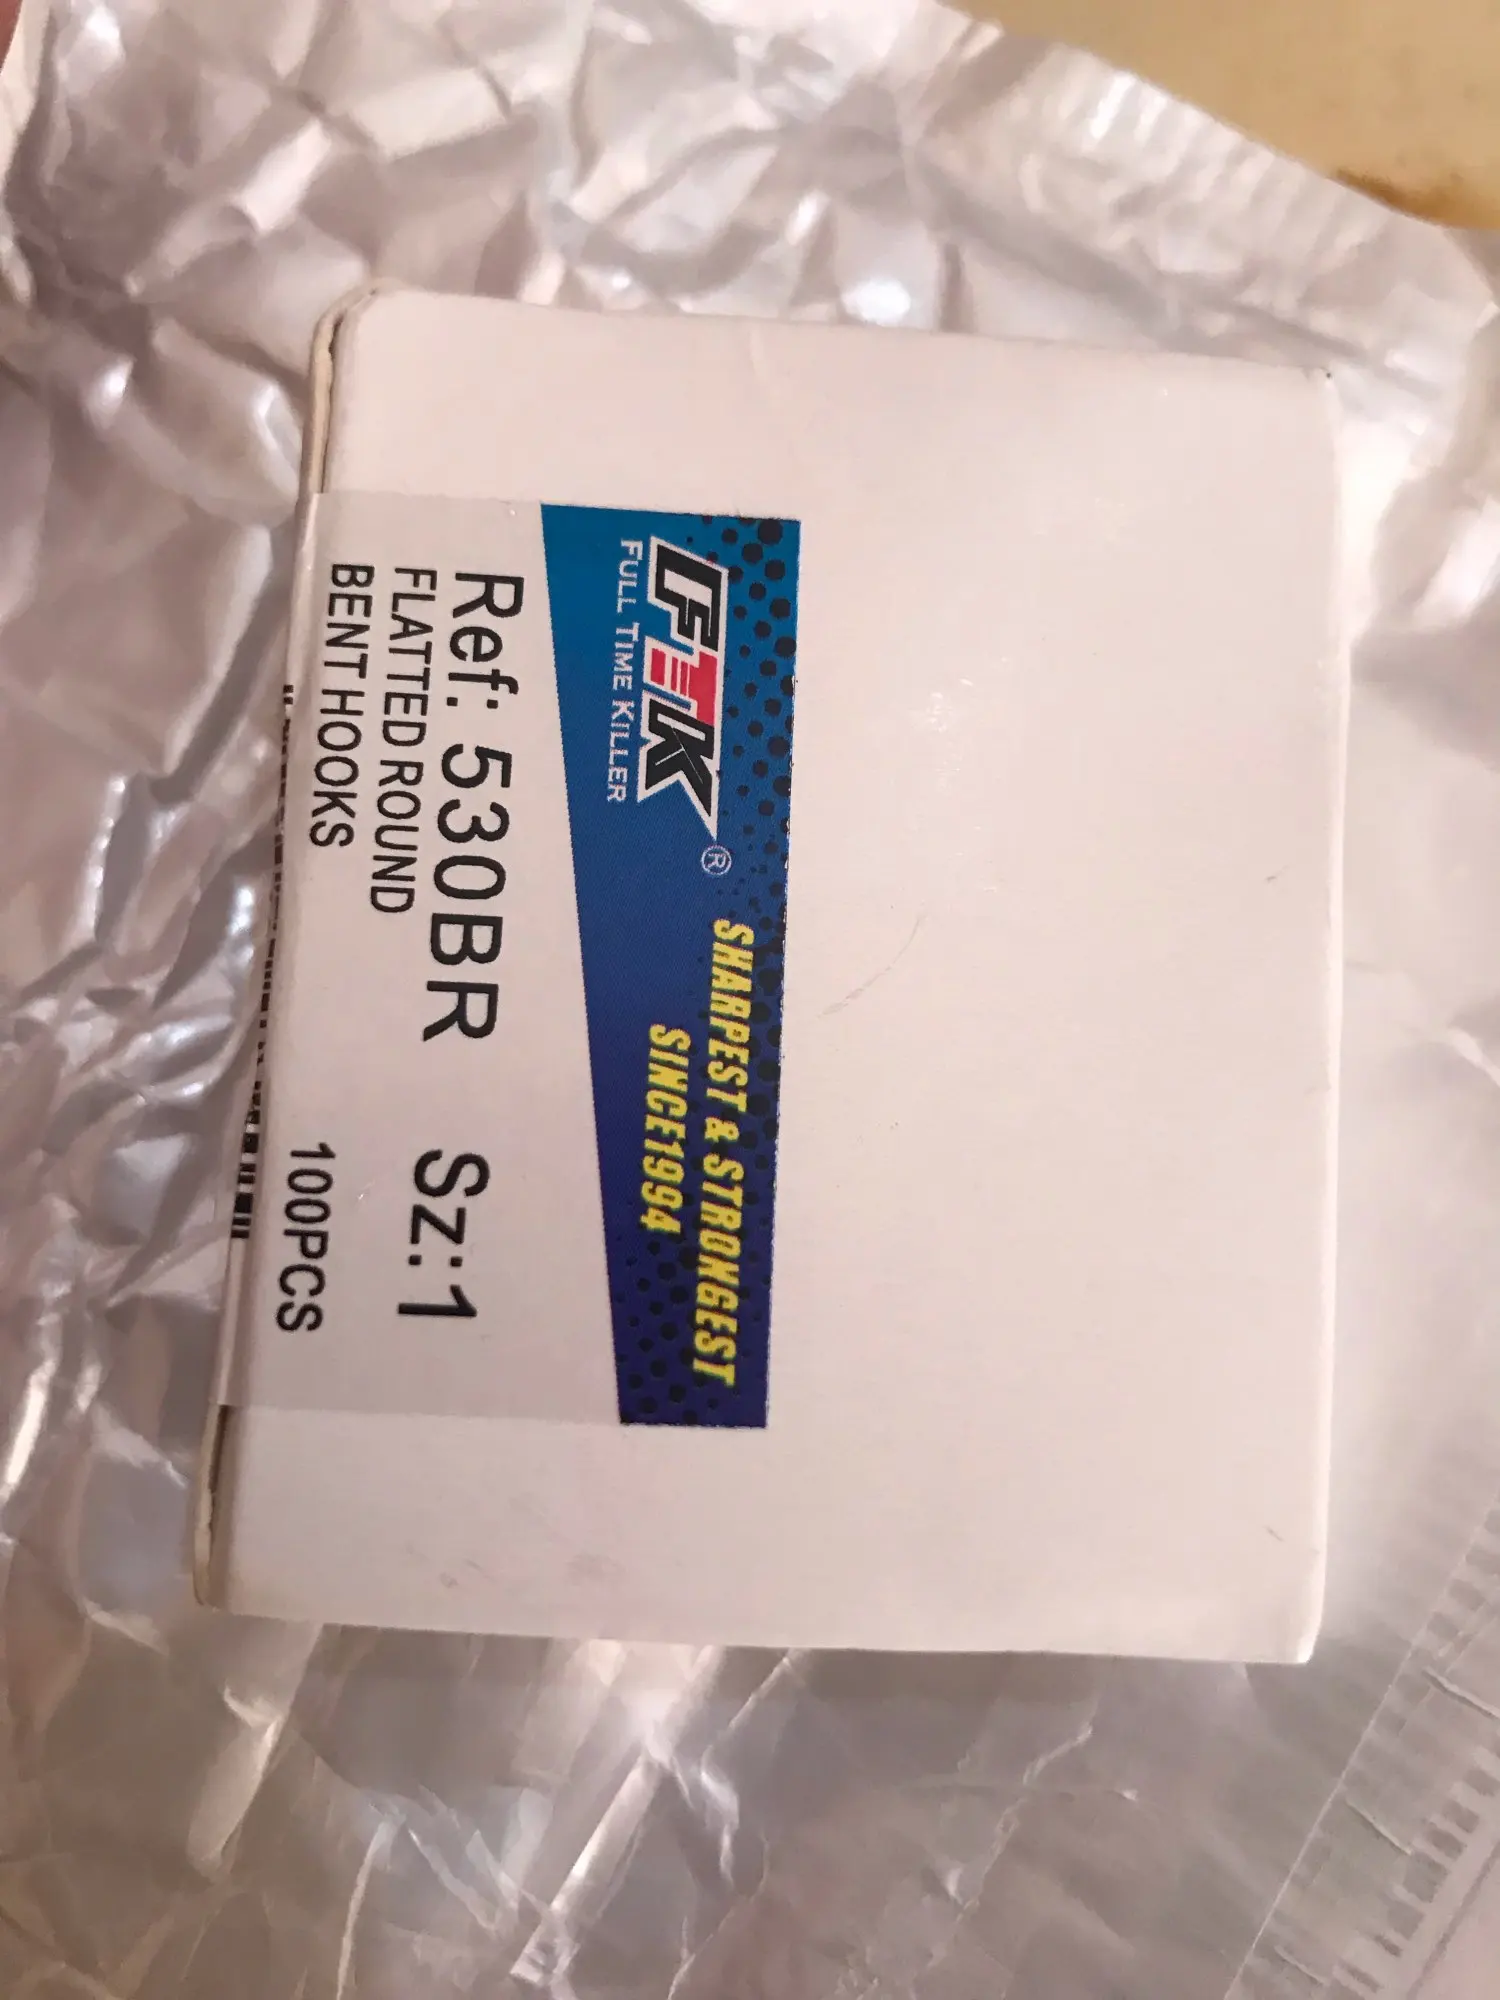 FTK®
FULL TIME KILLER
SHARPEST & STRONGEST
SINCE1994
Ref: 530BR Sz:1
FLATTED ROUND
BENT HOOKS 100PCS